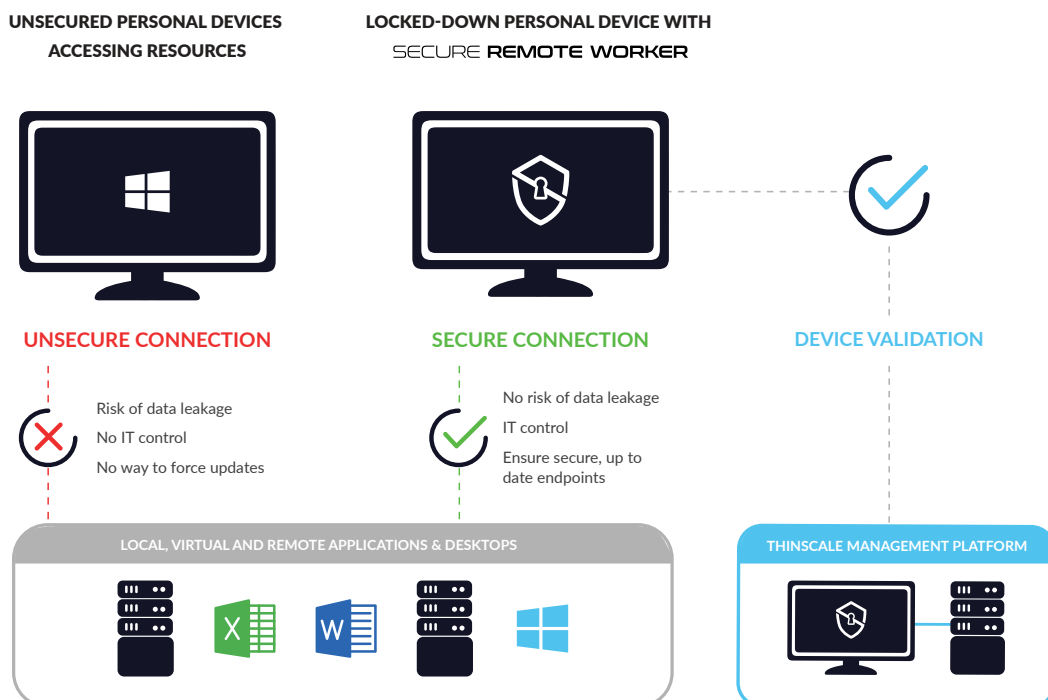 UNSECURED PERSONAL DEVICES
ACCESSING RESOURCES
LOCKED-DOWN PERSONAL DEVICE WITH
SECURE REMOTE WORKER
UNSECURE CONNECTION
SECURE CONNECTION
DEVICE VALIDATION
Risk of data leakage
No IT control
No way to force updates
No risk of data leakage
IT control
Ensure secure, up to
date endpoints
LOCAL, VIRTUAL AND REMOTE APPLICATIONS & DESKTOPS
THINSCALE MANAGEMENT PLATFORM
X
W